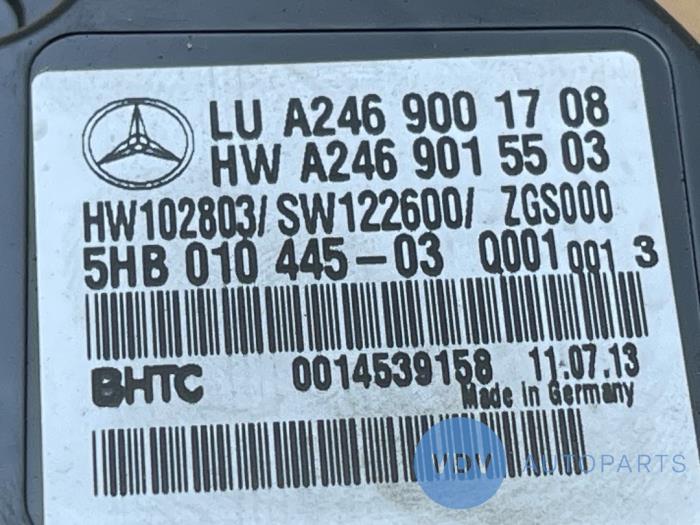 LU A246 900 17 08
HW A246 901 55 03
HW102803/ SW122600/ ZGS000
5HB 010 445-03 Q001 001 3
BHTC 0014539158 11.07.13
Made in Germany
VDV AUTOPARTS